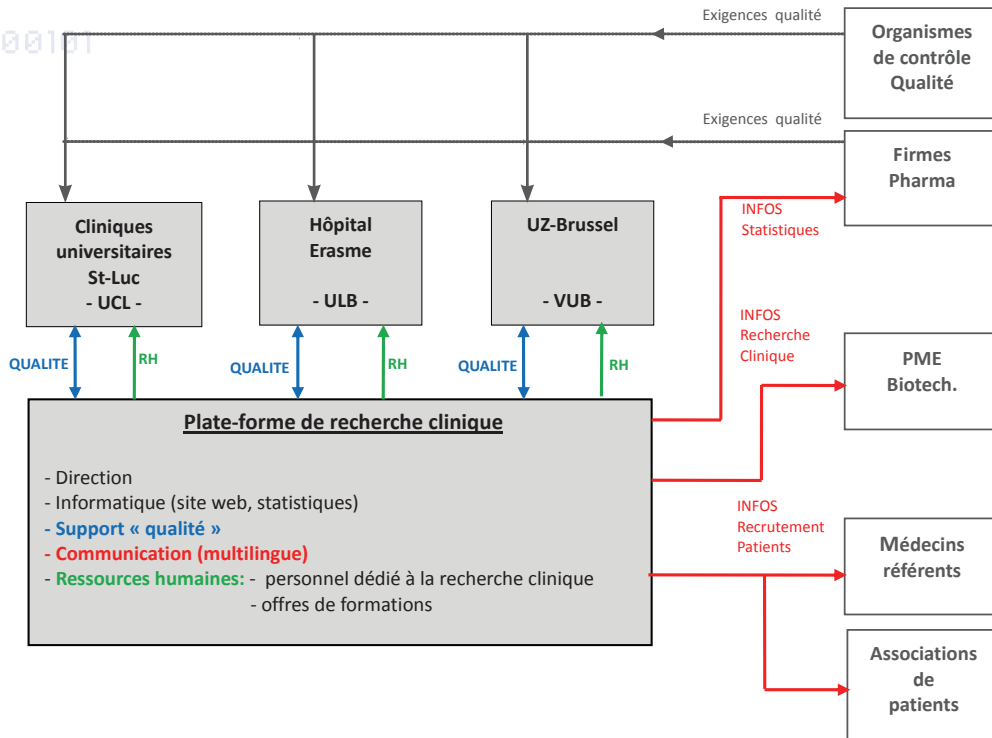 00101
Exigences qualité
Organismes
de contrôle
Qualité
Exigences qualité
Firmes
Pharma
Cliniques
universitaires
St-Luc
- UCL -
Hôpital
Erasme
- ULB -
UZ-Brussel
- VUB -
INFOS
Statistiques
QUALITE
RH
QUALITE
RH
QUALITE
RH
INFOS
Recherche
Clinique
PME
Biotech.
Plate-forme de recherche clinique
- Direction
- Informatique (site web, statistiques)
- Support « qualité »
- Communication (multilingue)
- Ressources humaines: - personnel dédié à la recherche clinique
- offres de formations
INFOS
Recrutement
Patients
Médecins
référents
Associations
de
patients